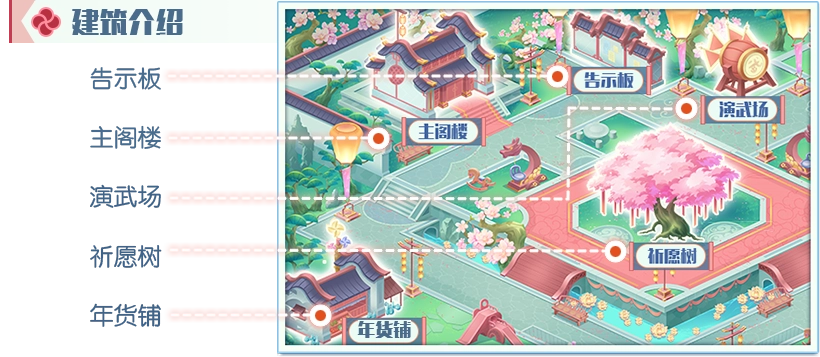 建筑介绍
告示板
主阁楼
演武场
祈愿树
年货铺
告示板
演武场
主阁楼
祈愿树
年货铺